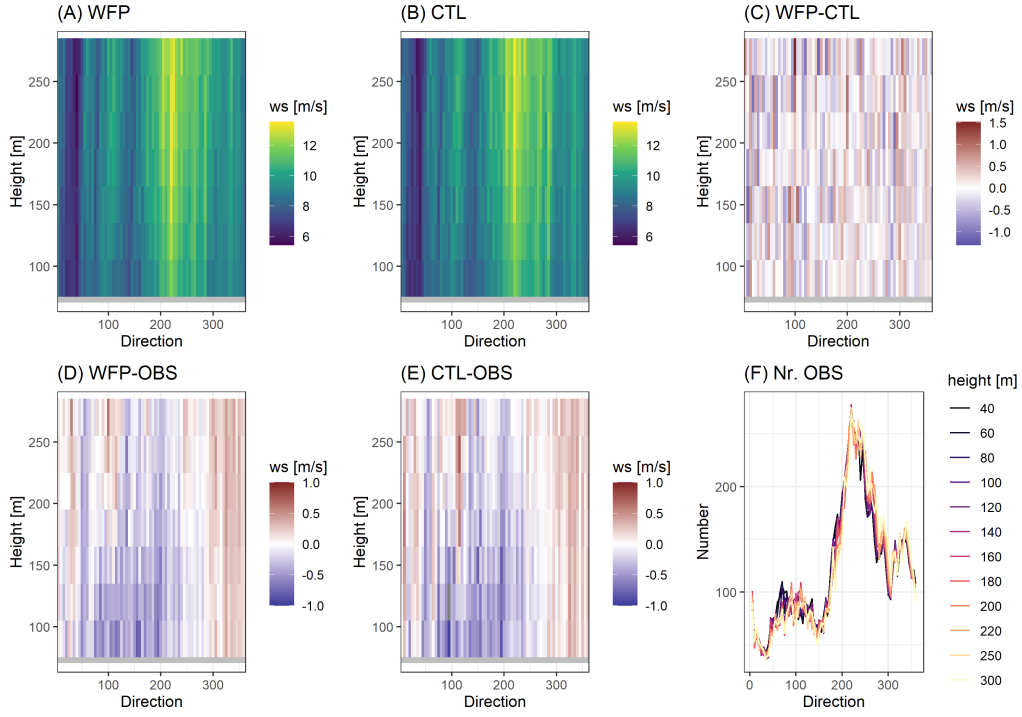 (A) WFP
(B) CTL
(C) WFP-CTL
Height [m]
250
200
150
100
100 200 300
Direction
ws [m/s]
12
10
8
6
Height [m]
250
200
150
100
100 200 300
Direction
ws [m/s]
12
10
8
6
Height [m]
250
200
150
100
100 200 300
Direction
ws [m/s]
1.5
1.0
0.5
0.0
-0.5
-1.0
(D) WFP-OBS
(E) CTL-OBS
(F) Nr. OBS
Height [m]
250
200
150
100
100 200 300
Direction
ws [m/s]
1.0
0.5
0.0
-0.5
-1.0
Height [m]
250
200
150
100
100 200 300
Direction
ws [m/s]
1.0
0.5
0.0
-0.5
-1.0
Number
200
100
0 100 200 300
Direction
height [m]
40
60
80
100
120
140
160
180
200
220
250
300